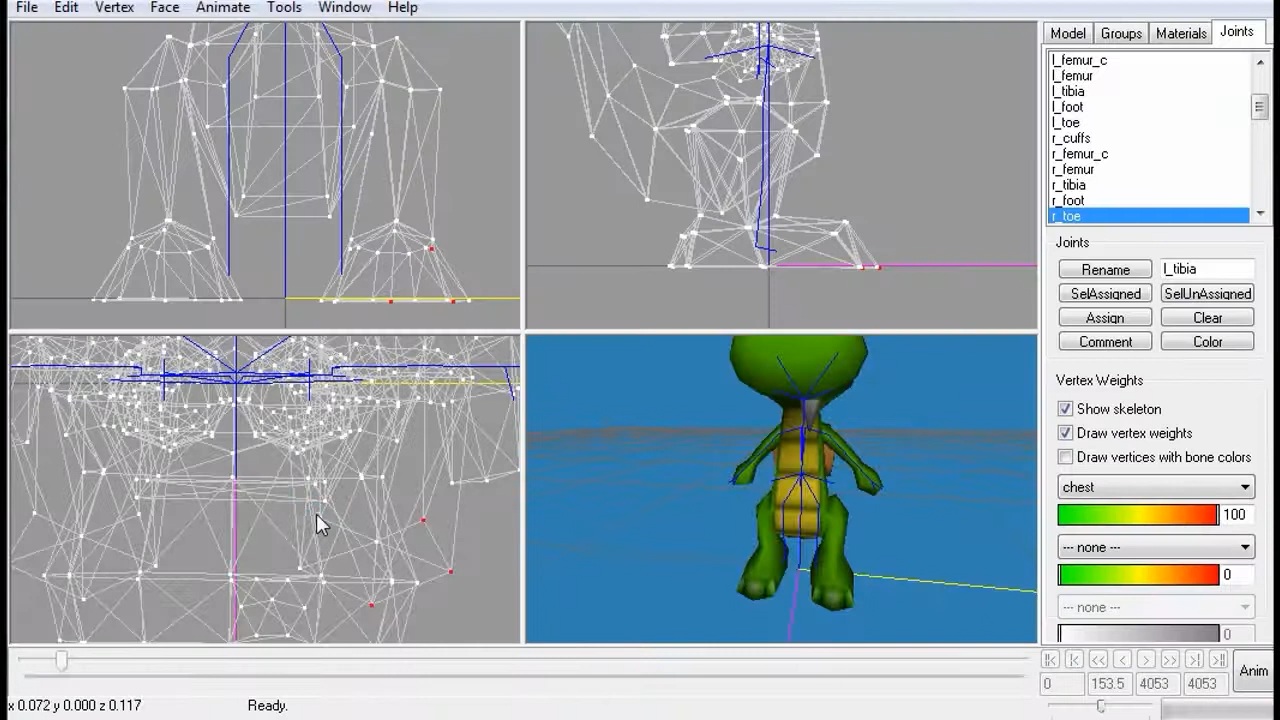 File Edit Vertex Face Animate Tools Window Help
Model Groups Materials Joints
l_femur_c
l_femur
l_tibia
l_foot
l_toe
r_cuffs
r_femur_c
r_femur
r_tibia
r_foot
r_toe
Joints
Rename l_tibia
SelAssigned SelUnAssigned
Assign Clear
Comment Color
Vertex Weights
Show skeleton
Draw vertex weights
Draw vertices with bone colors
chest
100
--- none ---
0
--- none ---
0
Anim
0 153.5 4053 4053
x 0.072 y 0.000 z 0.117 Ready.